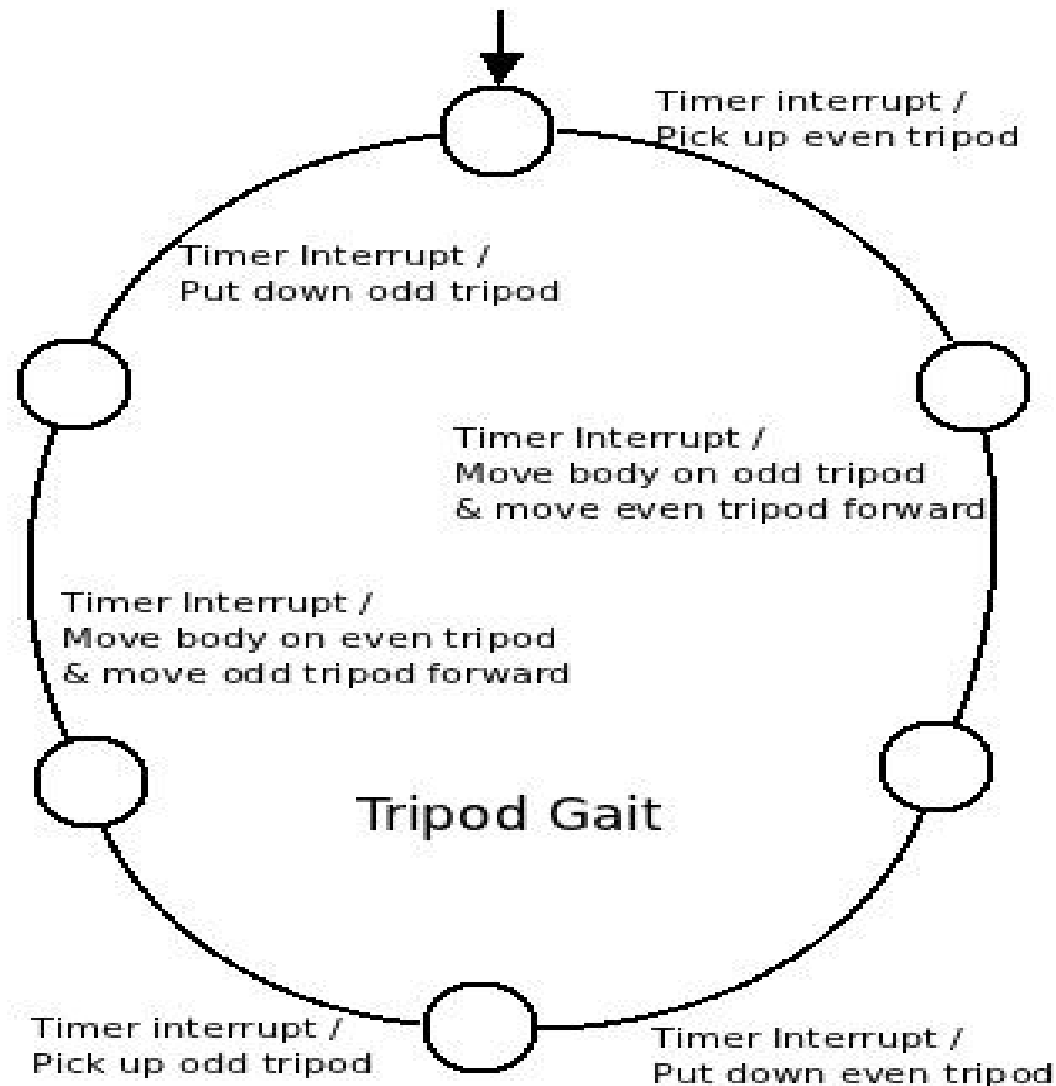 Timer interrupt /
Pick up even tripod
Timer Interrupt /
Put down odd tripod
Timer Interrupt /
Move body on odd tripod
& move even tripod forward
Timer Interrupt /
Move body on even tripod
& move odd tripod forward
Tripod Gait
Timer interrupt /
Pick up odd tripod
Timer Interrupt /
Put down even tripod